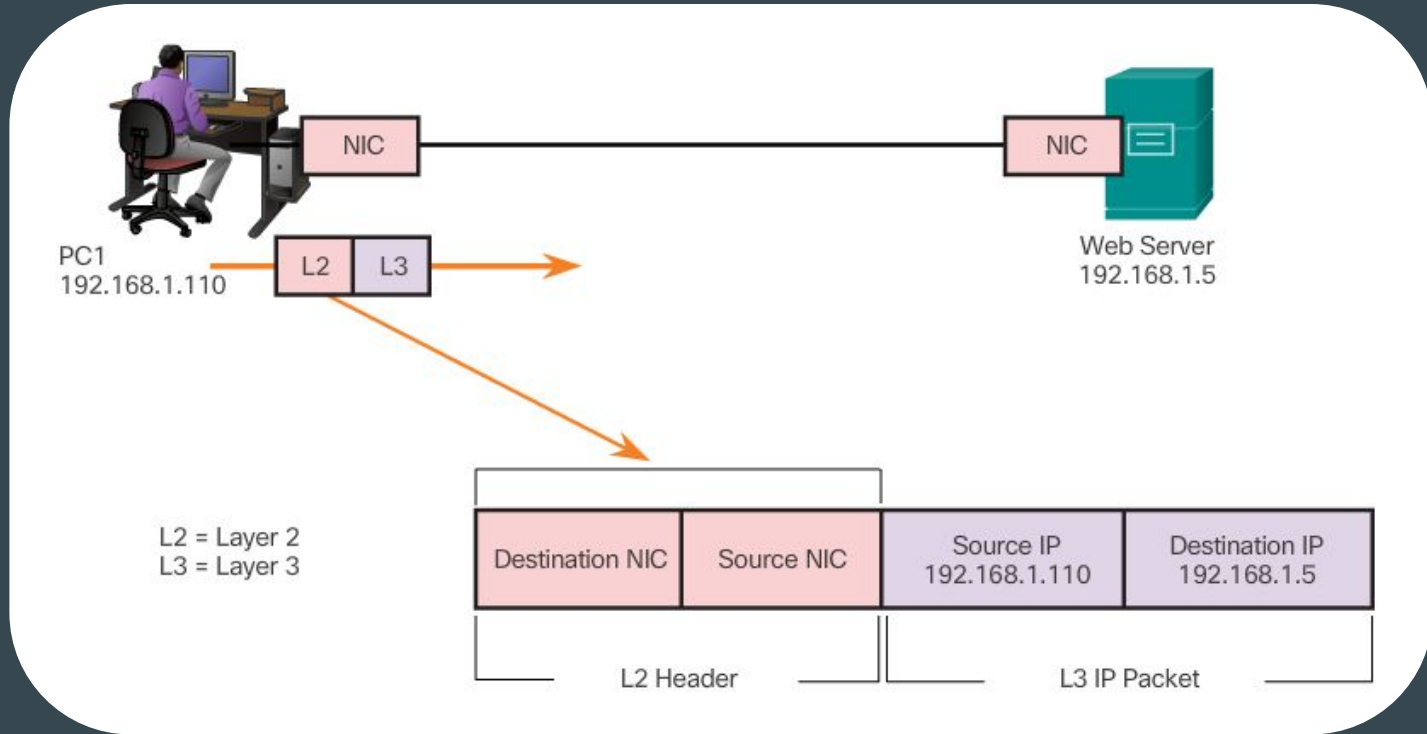 NIC
NIC
PC1
192.168.1.110
L2
L3
Web Server
192.168.1.5
L2 = Layer 2
L3 = Layer 3
Destination NIC
Source NIC
Source IP
192.168.1.110
Destination IP
192.168.1.5
L2 Header
L3 IP Packet